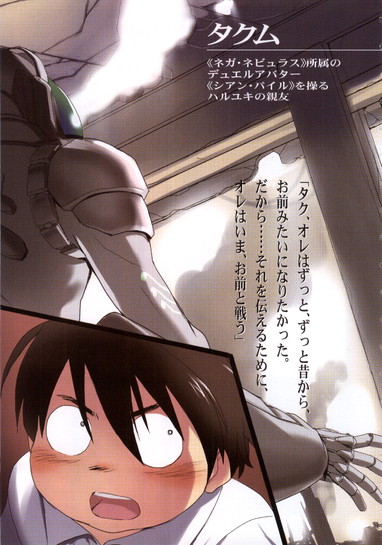 タクム
《ネガ・ネビュラス》所属の
デュエルアバター
《シアン・パイル》を操る
ハルユキの親友
「タク、オレはずっと、ずっと昔から、
お前みたいになりたかった。
だから……それを伝えるために、
オレはいま、お前と戦う」